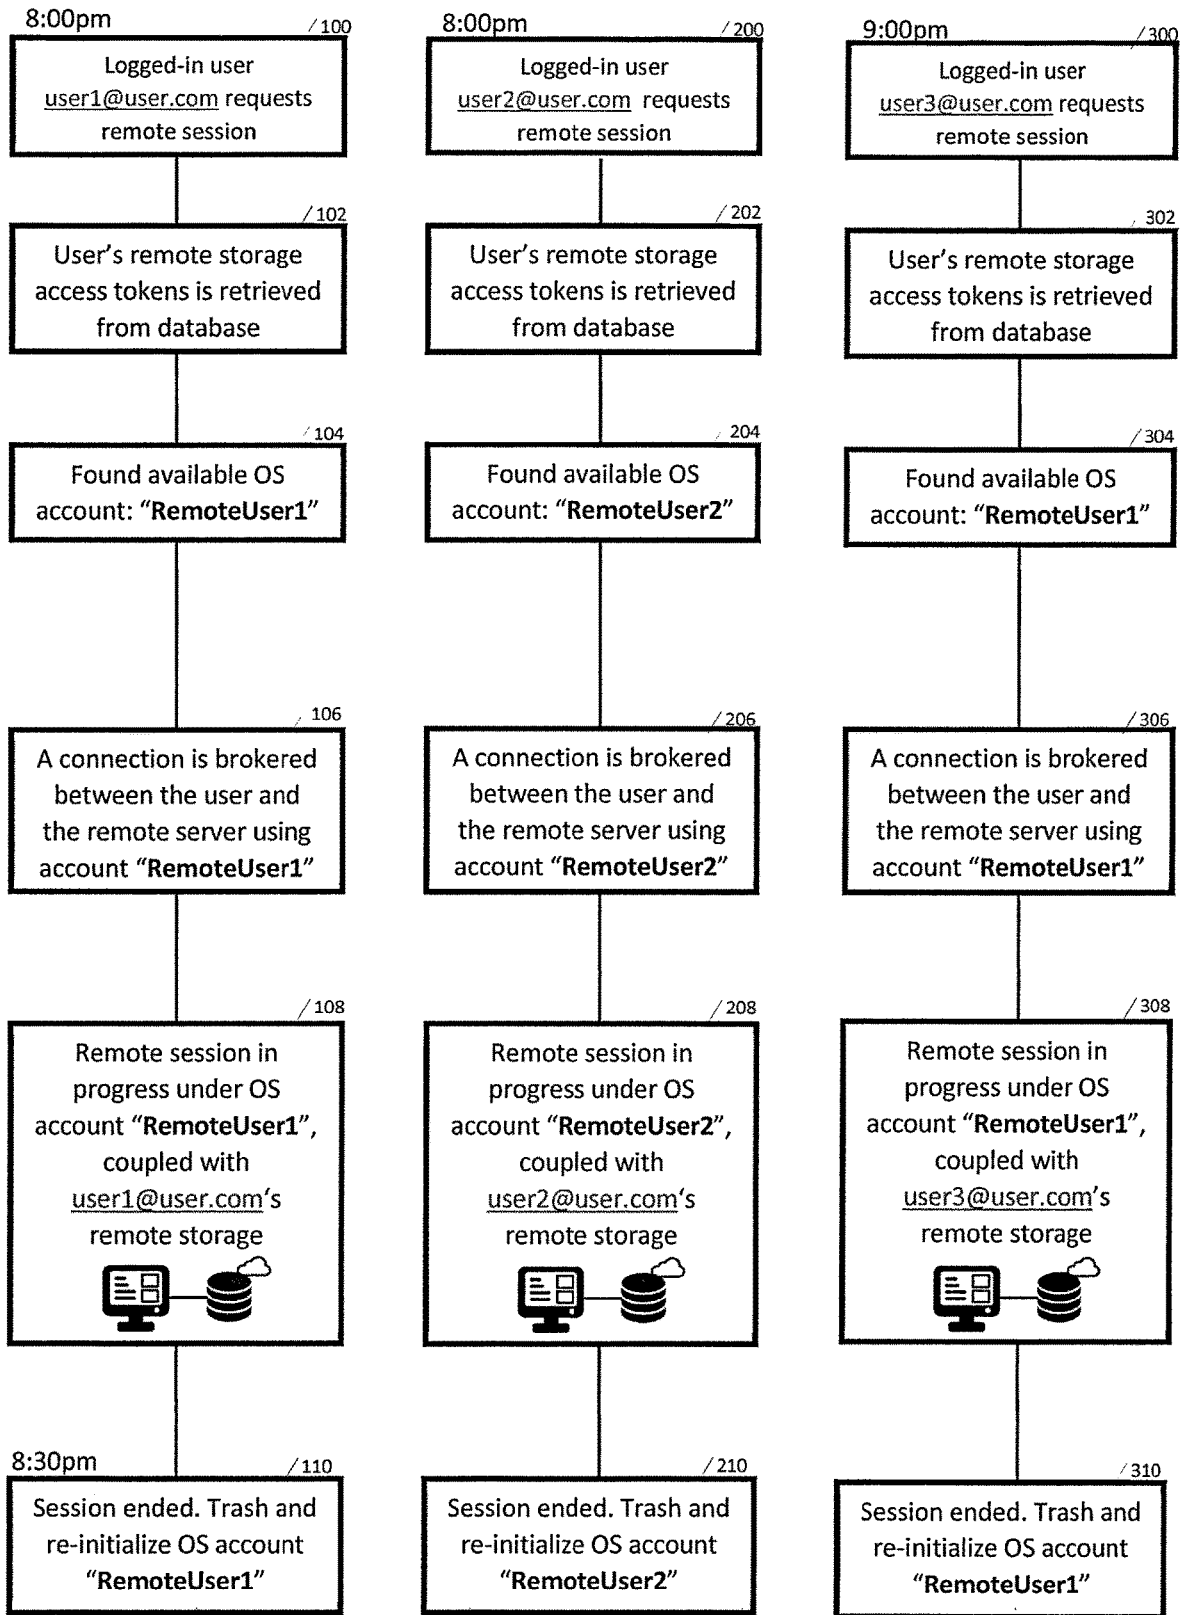 8:00pm
/ 100
Logged-in user
user1@user.com requests
remote session
/ 102
User's remote storage
access tokens is retrieved
from database
/ 104
Found available OS
account: “RemoteUser1”
/ 106
A connection is brokered
between the user and
the remote server using
account “RemoteUser1”
/ 108
Remote session in
progress under OS
account “RemoteUser1”,
coupled with
user1@user.com‘s
remote storage
8:30pm
/ 110
Session ended. Trash and
re-initialize OS account
“RemoteUser1”
8:00pm
/ 200
Logged-in user
user2@user.com requests
remote session
/ 202
User's remote storage
access tokens is retrieved
from database
/ 204
Found available OS
account: “RemoteUser2”
/ 206
A connection is brokered
between the user and
the remote server using
account “RemoteUser2”
/ 208
Remote session in
progress under OS
account “RemoteUser2”,
coupled with
user2@user.com‘s
remote storage
/ 210
Session ended. Trash and
re-initialize OS account
“RemoteUser2”
9:00pm
/ 300
Logged-in user
user3@user.com requests
remote session
302
User's remote storage
access tokens is retrieved
from database
/ 304
Found available OS
account: “RemoteUser1”
/ 306
A connection is brokered
between the user and
the remote server using
account “RemoteUser1”
/ 308
Remote session in
progress under OS
account “RemoteUser1”,
coupled with
user3@user.com‘s
remote storage
/ 310
Session ended. Trash and
re-initialize OS account
“RemoteUser1”